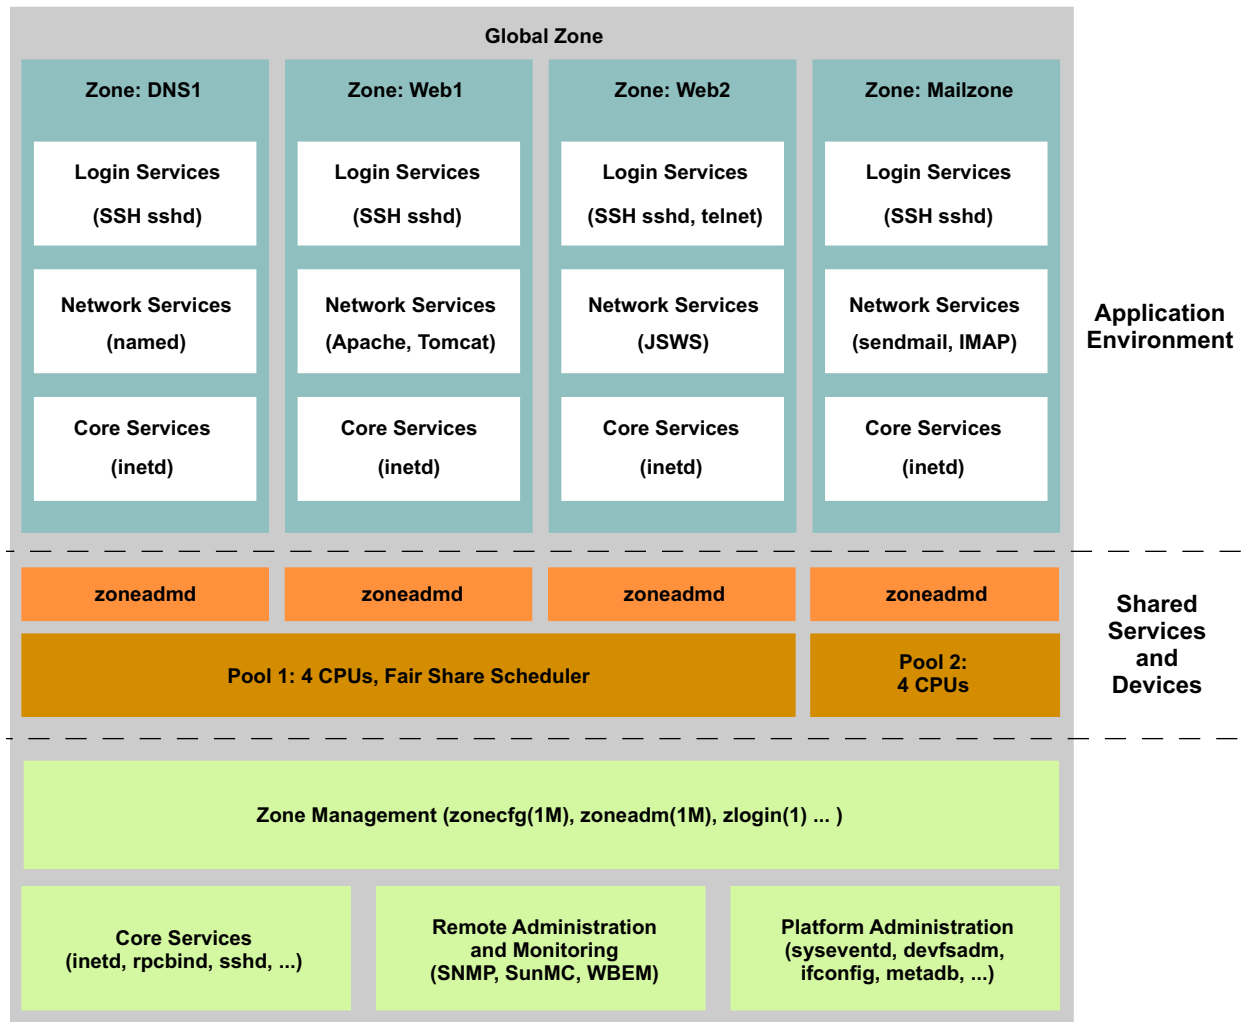 Global Zone
Zone: DNS1
Login Services
(SSH sshd)
Network Services
(named)
Core Services
(inetd)
Zone: Web1
Login Services
(SSH sshd)
Network Services
(Apache, Tomcat)
Core Services
(inetd)
Zone: Web2
Login Services
(SSH sshd, telnet)
Network Services
(JSWS)
Core Services
(inetd)
Zone: Mailzone
Login Services
(SSH sshd)
Network Services
(sendmail, IMAP)
Core Services
(inetd)
Application
Environment
zoneadmd
zoneadmd
zoneadmd
zoneadmd
Pool 1: 4 CPUs, Fair Share Scheduler
Pool 2:
4 CPUs
Shared
Services
and
Devices
Zone Management (zonecfg(1M), zoneadm(1M), zlogin(1) ... )
Core Services
(inetd, rpcbind, sshd, ...)
Remote Administration
and Monitoring
(SNMP, SunMC, WBEM)
Platform Administration
(syseventd, devfsadm,
ifconfig, metadb, ...)